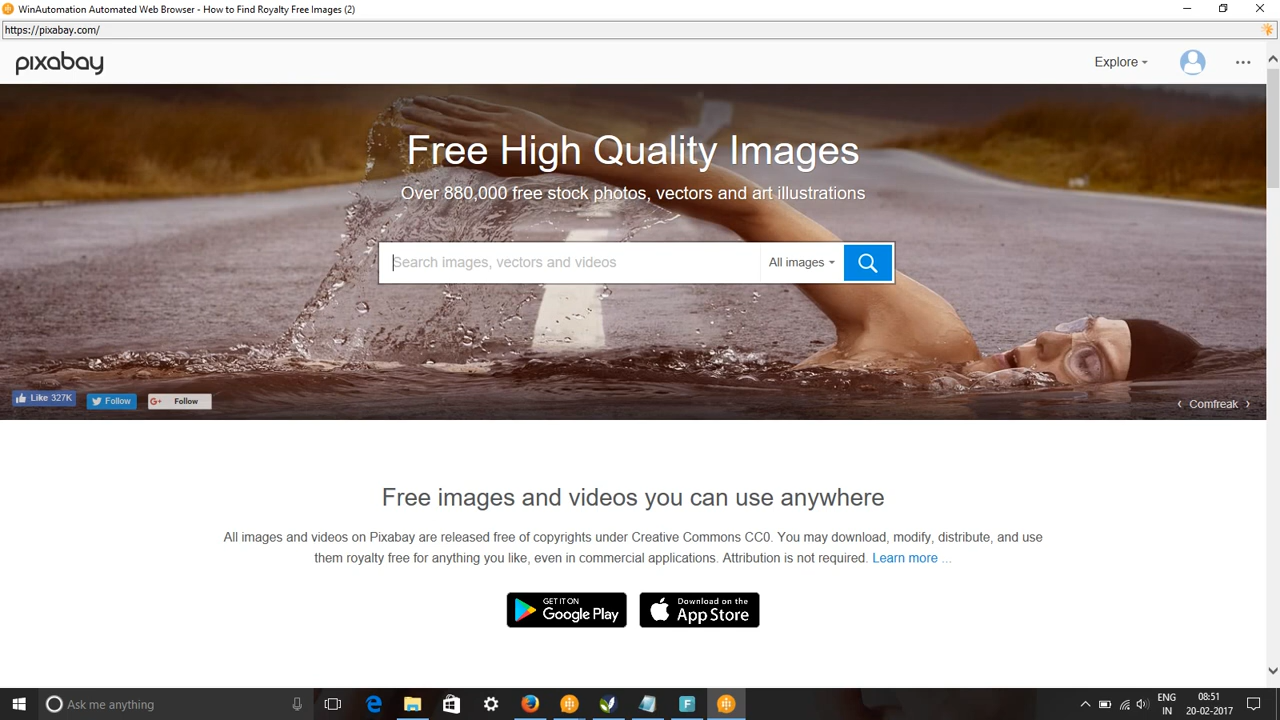 WinAutomation Automated Web Browser - How to Find Royalty Free Images (2)
https://pixabay.com/
pixabay
Explore
Free High Quality Images
Over 880,000 free stock photos, vectors and art illustrations
Search images, vectors and videos
All images
Like 327K
Follow
G+ Follow
‹ Comfreak ›
Free images and videos you can use anywhere
All images and videos on Pixabay are released free of copyrights under Creative Commons CC0. You may download, modify, distribute, and use
them royalty free for anything you like, even in commercial applications. Attribution is not required. Learn more ...
GET IT ON
Google Play
Download on the
App Store
Ask me anything
ENG
IN
08:51
20-02-2017